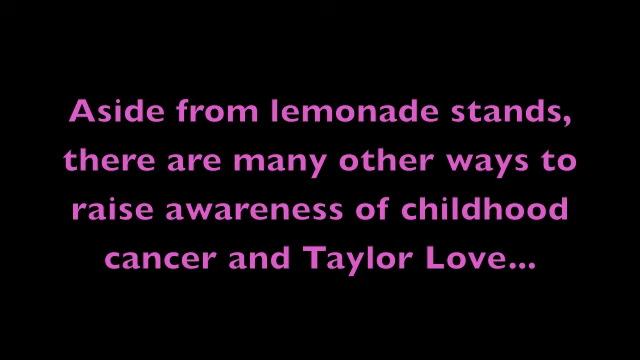 Aside from lemonade stands,
there are many other ways to
raise awareness of childhood
cancer and Taylor Love...